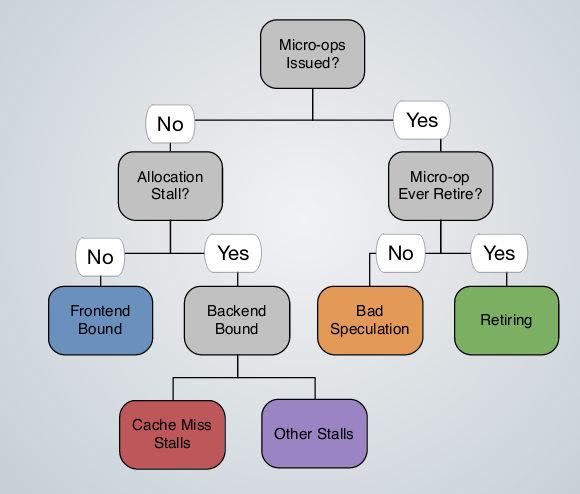 Micro-ops
Issued?
No
Yes
Allocation
Stall?
Micro-op
Ever Retire?
No
Yes
No
Yes
Frontend
Bound
Backend
Bound
Bad
Speculation
Retiring
Cache Miss
Stalls
Other Stalls